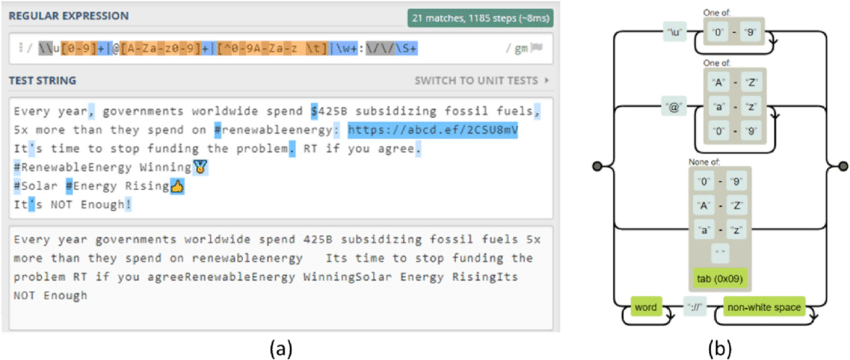 REGULAR EXPRESSION
21 matches, 1185 steps (~8ms)
/ \\u[0-9]+|@[A-Za-z0-9]+|[^0-9A-Za-z \t]|\w+:\/\/\S+ / gm
TEST STRING
SWITCH TO UNIT TESTS
Every year, governments worldwide spend $425B subsidizing fossil fuels,
5x more than they spend on #renewableenergy: https://abcd.ef/2CSU8mV
It's time to stop funding the problem. RT if you agree.
#RenewableEnergy Winning🏅
#Solar #Energy Rising👍
It's NOT Enough!
Every year governments worldwide spend 425B subsidizing fossil fuels 5x
more than they spend on renewableenergy   Its time to stop funding the
problem RT if you agreeRenewableEnergy WinningSolar Energy RisingIts
NOT Enough
(a)
One of:
"\u" "0" - "9"
One of:
"A" - "Z"
"@" "a" - "z"
"0" - "9"
None of:
"0" - "9"
"A" - "Z"
"a" - "z"
" "
tab (0x09)
word "://" non-white space
(b)